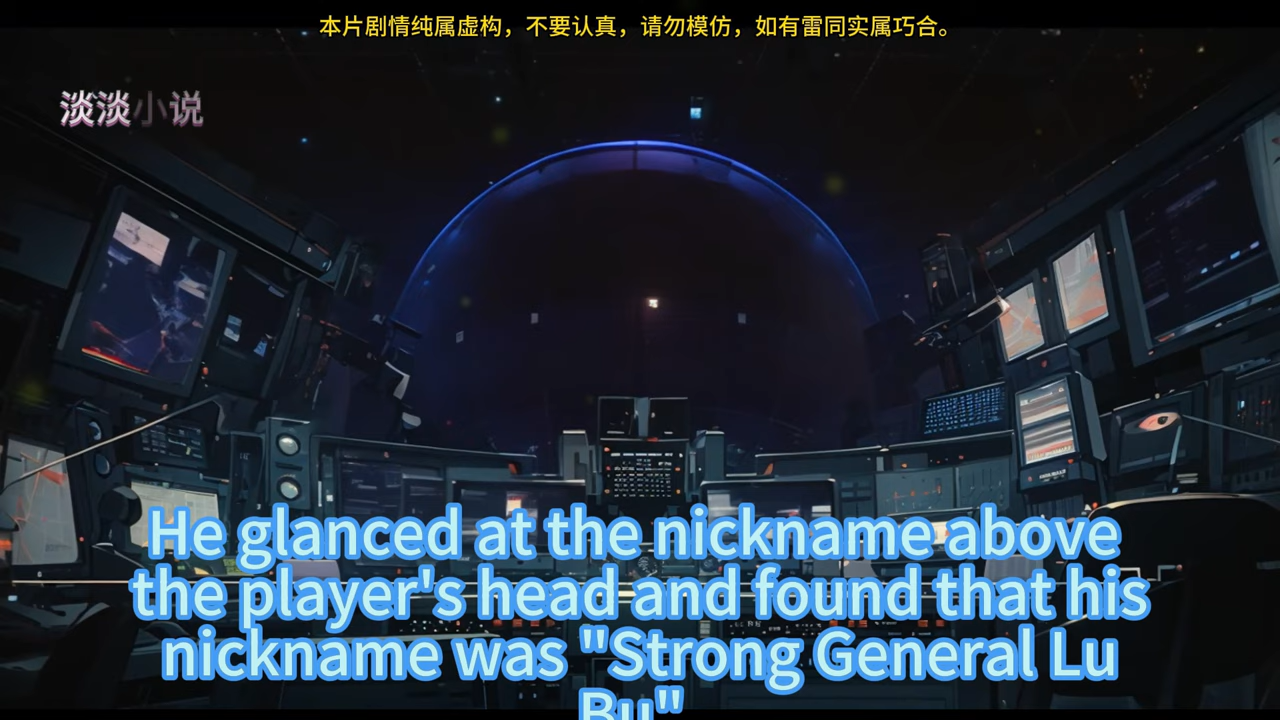 本片剧情纯属虚构，不要认真，请勿模仿，如有雷同实属巧合。
淡淡小说
He glanced at the nickname above
the player's head and found that his
nickname was "Strong General Lu
Bu"